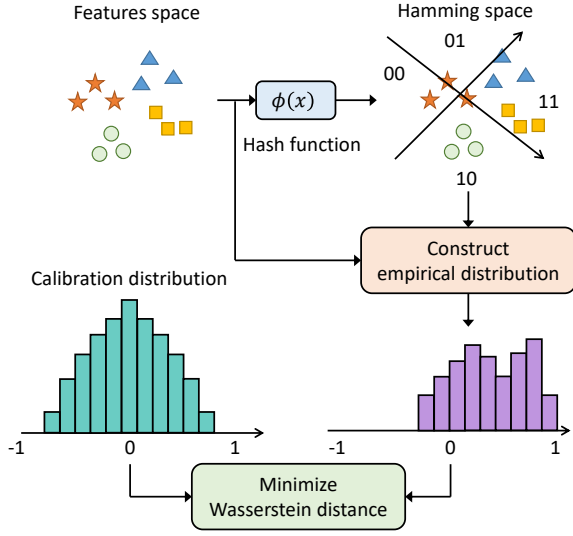 Features space
Hamming space
01
00
ϕ(x)
11
Hash function
10
Construct
empirical distribution
Calibration distribution
-1
0
1
-1
0
1
Minimize
Wasserstein distance